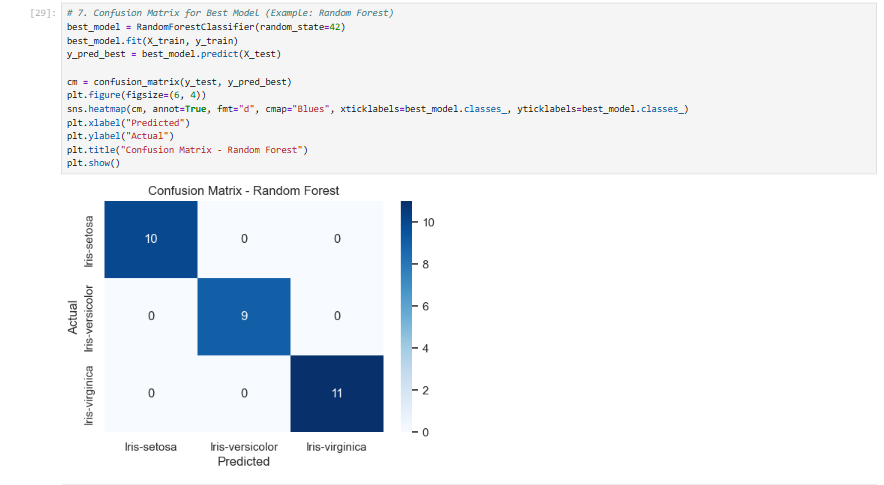 [29]: # 7. Confusion Matrix for Best Model (Example: Random Forest)
best_model = RandomForestClassifier(random_state=42)
best_model.fit(X_train, y_train)
y_pred_best = best_model.predict(X_test)
cm = confusion_matrix(y_test, y_pred_best)
plt.figure(figsize=(6, 4))
sns.heatmap(cm, annot=True, fmt="d", cmap="Blues", xticklabels=best_model.classes_, yticklabels=best_model.classes_)
plt.xlabel("Predicted")
plt.ylabel("Actual")
plt.title("Confusion Matrix - Random Forest")
plt.show()
Confusion Matrix - Random Forest
Actual
Iris-setosa
10 0 0
Iris-versicolor
0 9 0
Iris-virginica
0 0 11
Iris-setosa Iris-versicolor Iris-virginica
Predicted
10
8
6
4
2
0